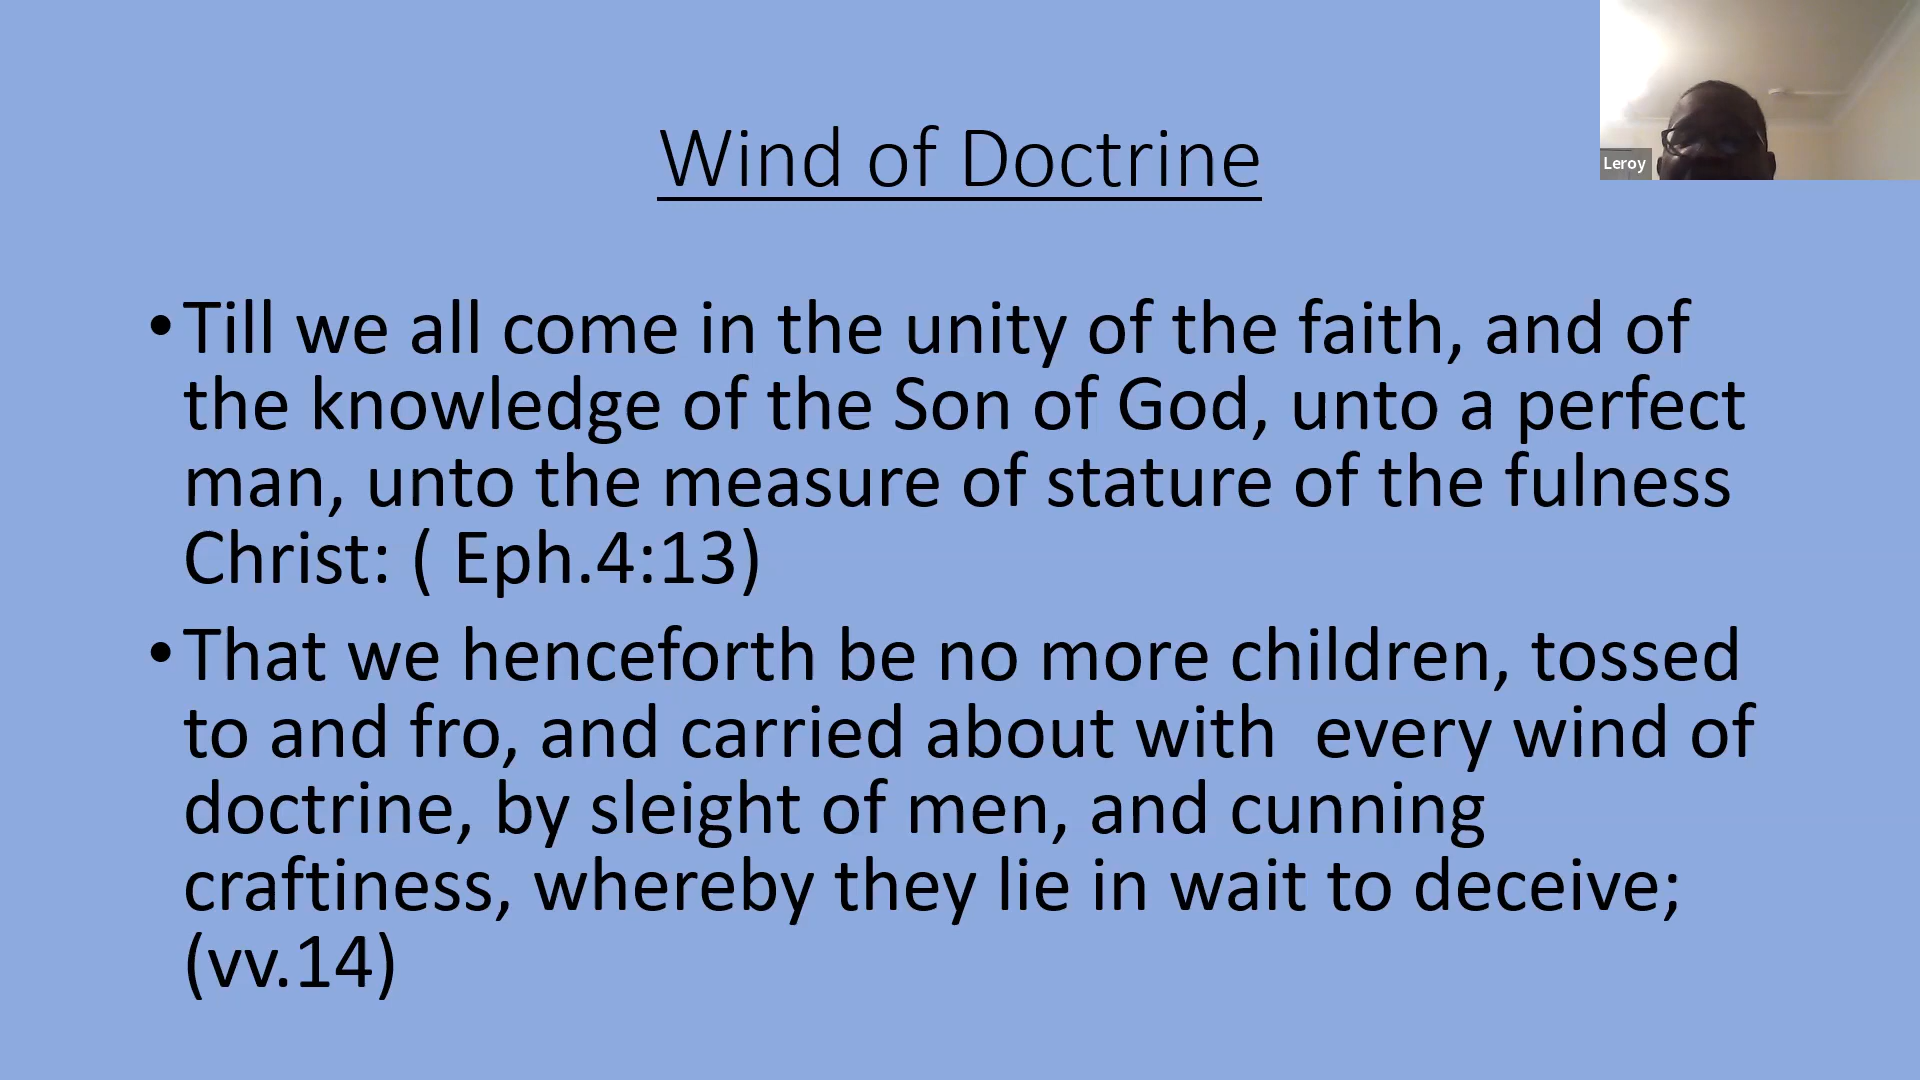 Wind of Doctrine
Leroy
•Till we all come in the unity of the faith, and of
the knowledge of the Son of God, unto a perfect
man, unto the measure of stature of the fulness
Christ: ( Eph.4:13)
•That we henceforth be no more children, tossed
to and fro, and carried about with  every wind of
doctrine, by sleight of men, and cunning
craftiness, whereby they lie in wait to deceive;
(vv.14)